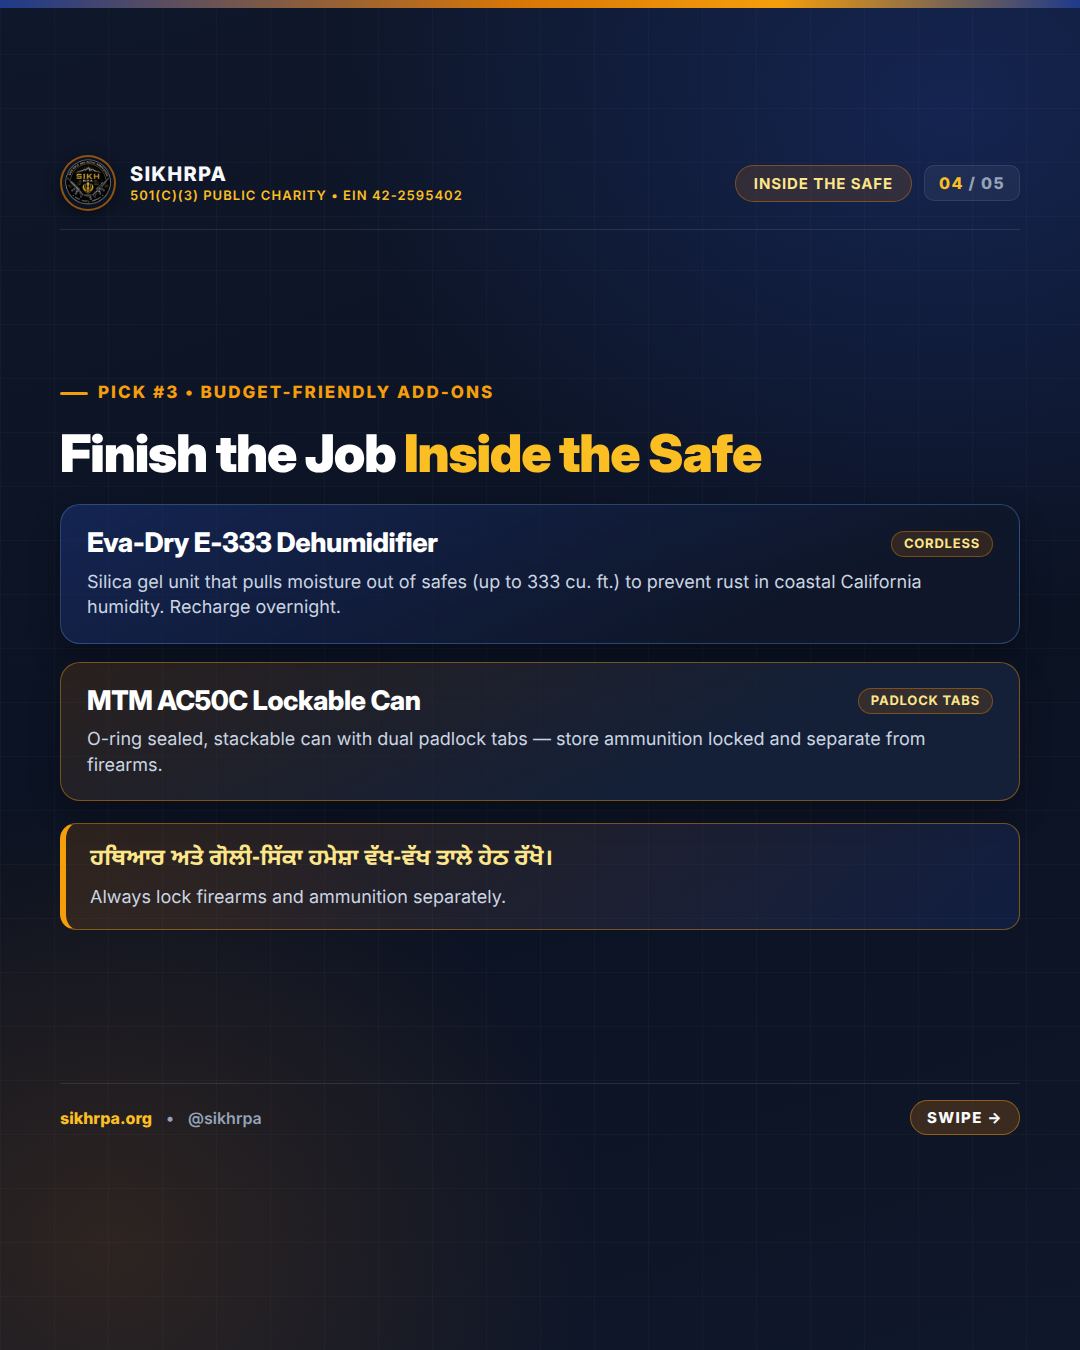 SIKH
SIKHRPA
501(C)(3) PUBLIC CHARITY • EIN 42-2595402
INSIDE THE SAFE
04 / 05
PICK #3 • BUDGET-FRIENDLY ADD-ONS
Finish the Job Inside the Safe
Eva-Dry E-333 Dehumidifier
CORDLESS
Silica gel unit that pulls moisture out of safes (up to 333 cu. ft.) to prevent rust in coastal California
humidity. Recharge overnight.
MTM AC50C Lockable Can
PADLOCK TABS
O-ring sealed, stackable can with dual padlock tabs — store ammunition locked and separate from
firearms.
ਹਥਿਆਰ ਅਤੇ ਗੋਲੀ-ਸਿੱਕਾ ਹਮੇਸ਼ਾ ਵੱਖ-ਵੱਖ ਤਾਲੇ ਹੇਠ ਰੱਖੋ।
Always lock firearms and ammunition separately.
sikhrpa.org • @sikhrpa
SWIPE →